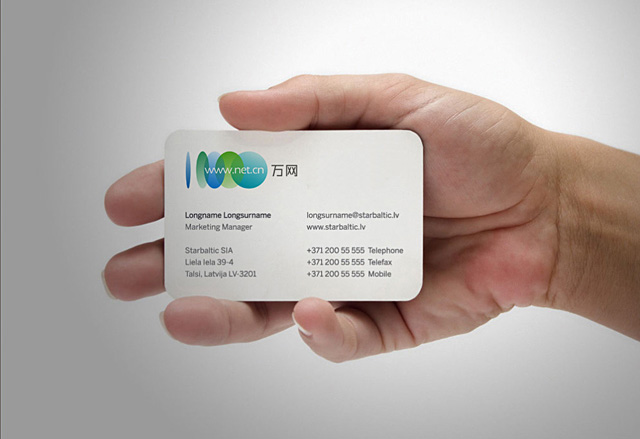 www.net.cn 万网
Longname Longsurname
Marketing Manager
longsurname@starbaltic.lv
www.starbaltic.lv
Starbaltic SIA
Liela Iela 39-4
Talsi, Latvija LV-3201
+371 200 55 555 Telephone
+371 200 55 555 Telefax
+371 200 55 555 Mobile